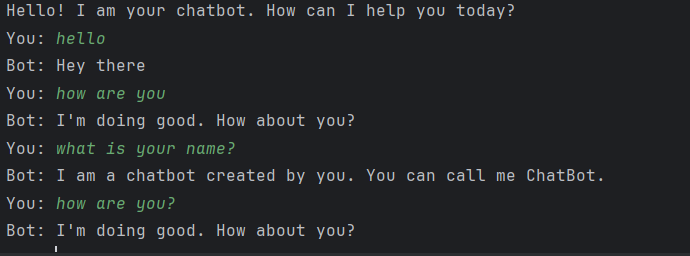 Hello! I am your chatbot. How can I help you today?
You: hello
Bot: Hey there
You: how are you
Bot: I'm doing good. How about you?
You: what is your name?
Bot: I am a chatbot created by you. You can call me ChatBot.
You: how are you?
Bot: I'm doing good. How about you?